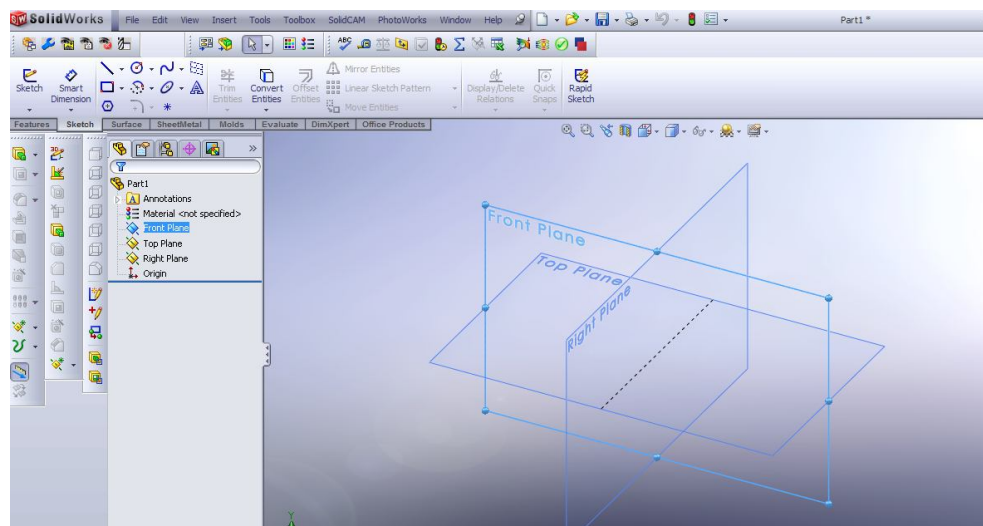 SolidWorks File Edit View Insert Tools Toolbox SolidCAM PhotoWorks Window Help Part1 *
ABC
Sketch Smart Dimension Trim Entities Convert Entities Offset Entities Mirror Entities
Linear Sketch Pattern
Move Entities
Display/Delete Relations Quick Snaps Rapid Sketch
Features Sketch Surface SheetMetal Molds Evaluate DimXpert Office Products
3D
Part1
A Annotations
Material <not specified>
Front Plane
Top Plane
Right Plane
Origin
Front Plane
Top Plane
Right Plane
Y